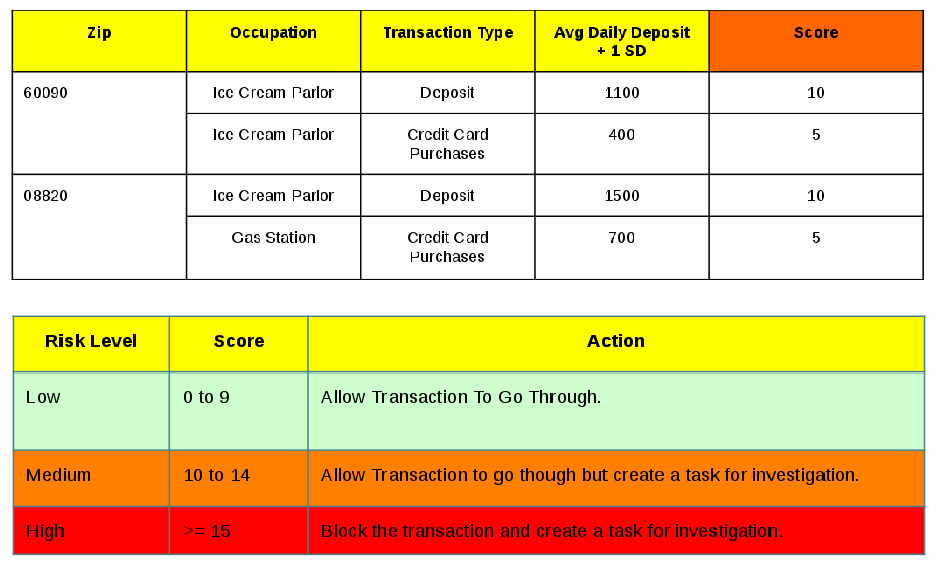 Zip Occupation Transaction Type Avg Daily Deposit
+ 1 SD Score
60090 Ice Cream Parlor Deposit 1100 10
Ice Cream Parlor Credit Card
Purchases 400 5
08820 Ice Cream Parlor Deposit 1500 10
Gas Station Credit Card
Purchases 700 5
Risk Level Score Action
Low 0 to 9 Allow Transaction To Go Through.
Medium 10 to 14 Allow Transaction to go though but create a task for investigation.
High >= 15 Block the transaction and create a task for investigation.